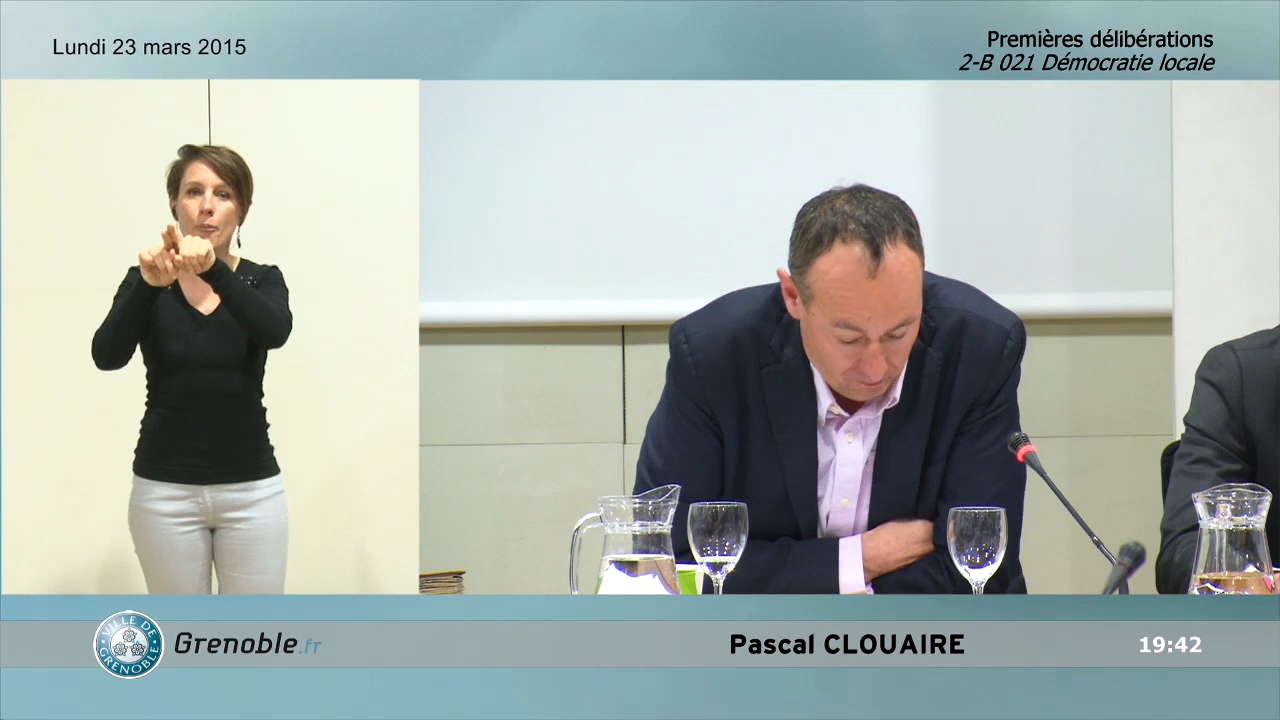 Lundi 23 mars 2015
Premières délibérations
2-B 021 Démocratie locale
VILLE DE GRENOBLE
Grenoble.fr
Pascal CLOUAIRE
19:42